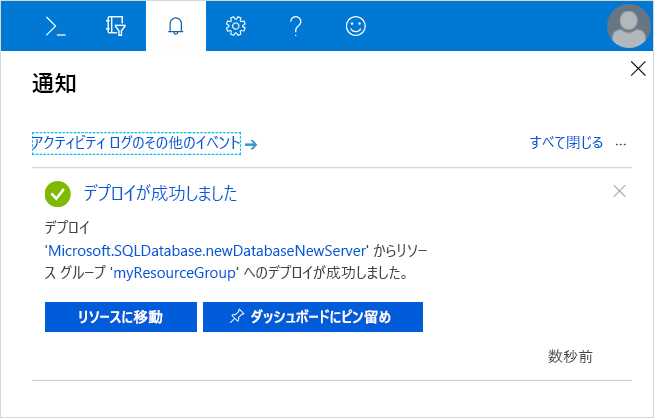 通知
アクティビティ ログのその他のイベント
すべて閉じる ...
デプロイが成功しました
デプロイ
'Microsoft.SQLDatabase.newDatabaseNewServer' からリソー
ス グループ 'myResourceGroup' へのデプロイが成功しました。
リソースに移動
ダッシュボードにピン留め
数秒前